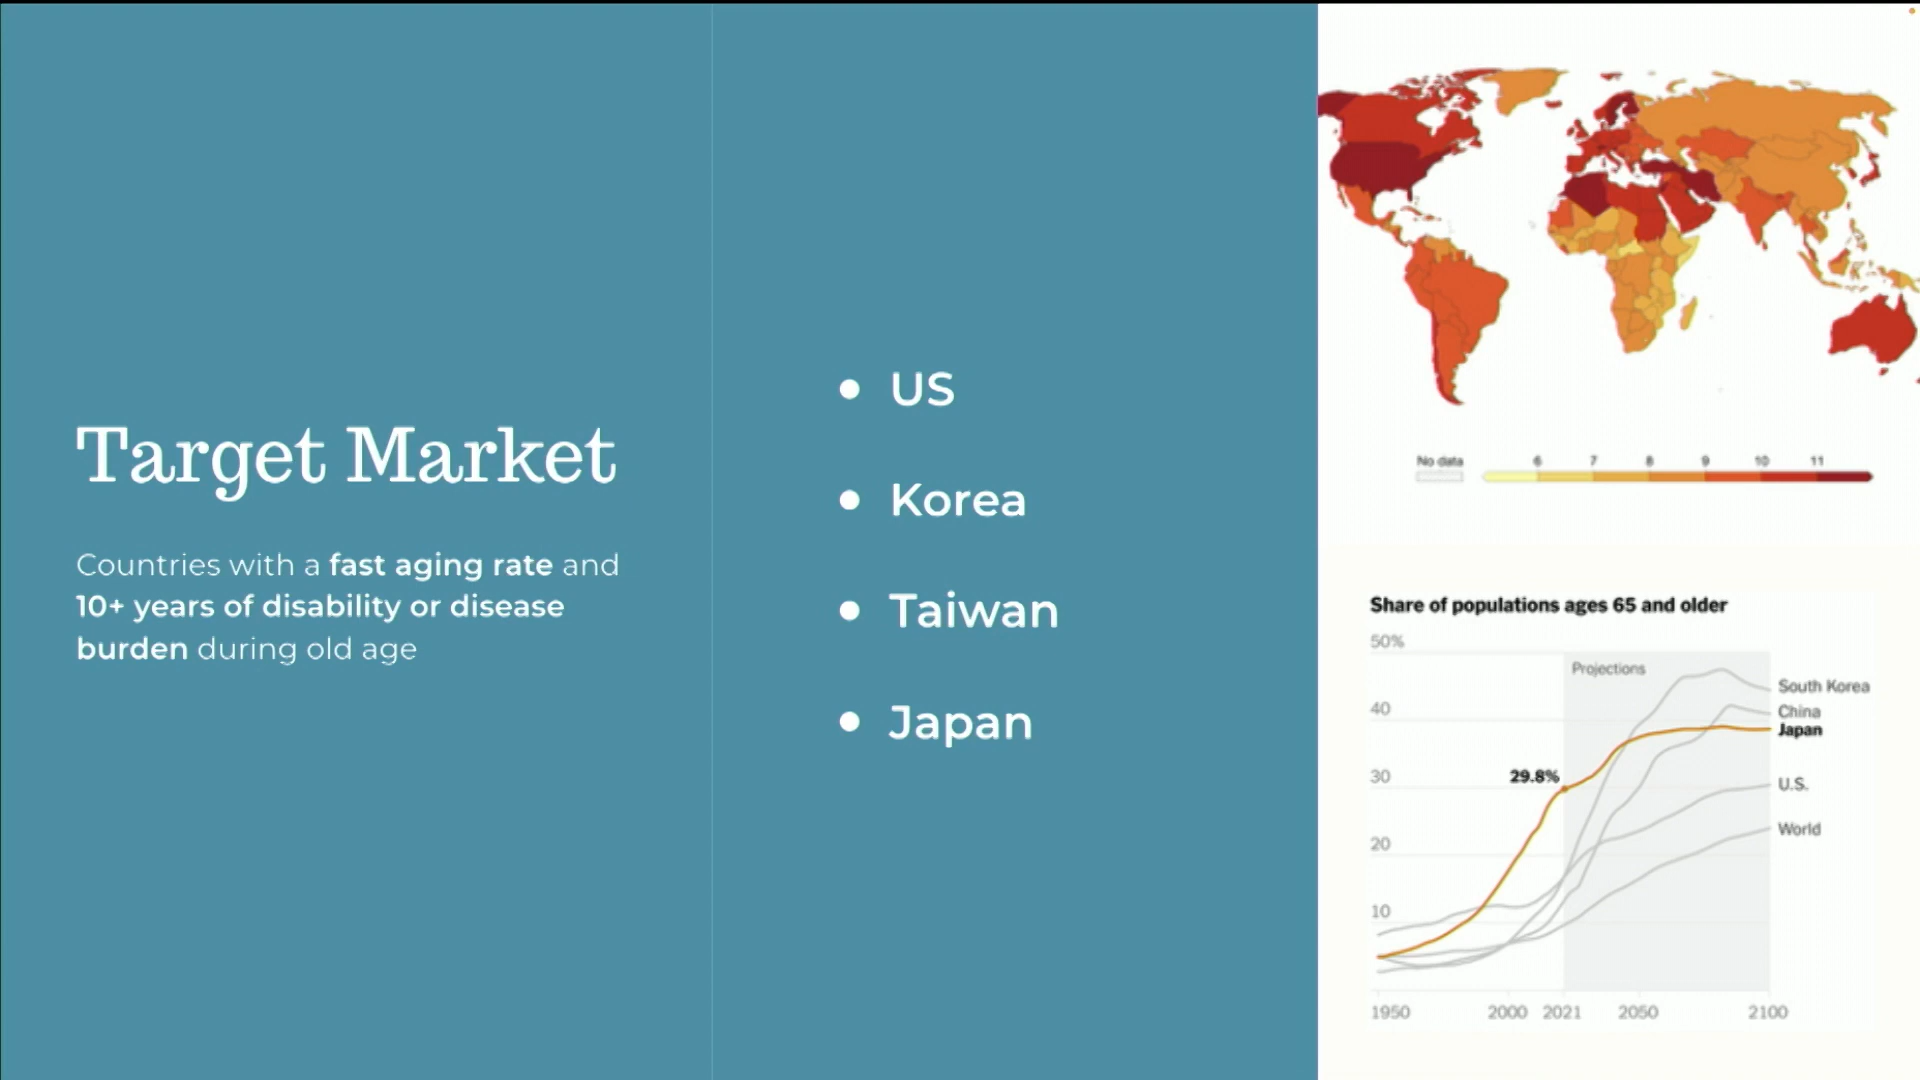 Target Market
Countries with a fast aging rate and
10+ years of disability or disease
burden during old age
US
Korea
Taiwan
Japan
No data
6 7 8 9 10 11
Share of populations ages 65 and older
50%
Projections
South Korea
40
China
Japan
30
29.8%
U.S.
World
20
10
1950 2000 2021 2050 2100